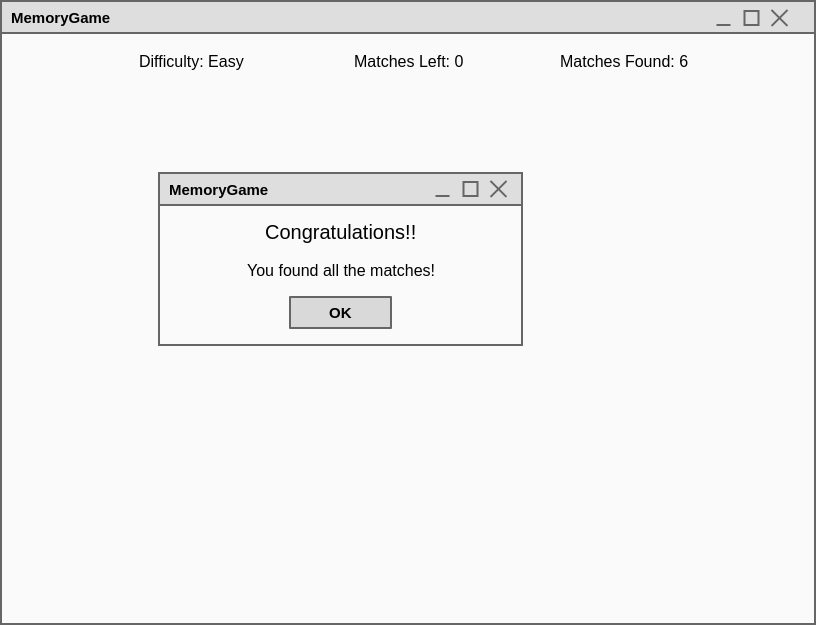 MemoryGame
Difficulty: Easy Matches Left: 0 Matches Found: 6
MemoryGame
Congratulations!!
You found all the matches!
OK